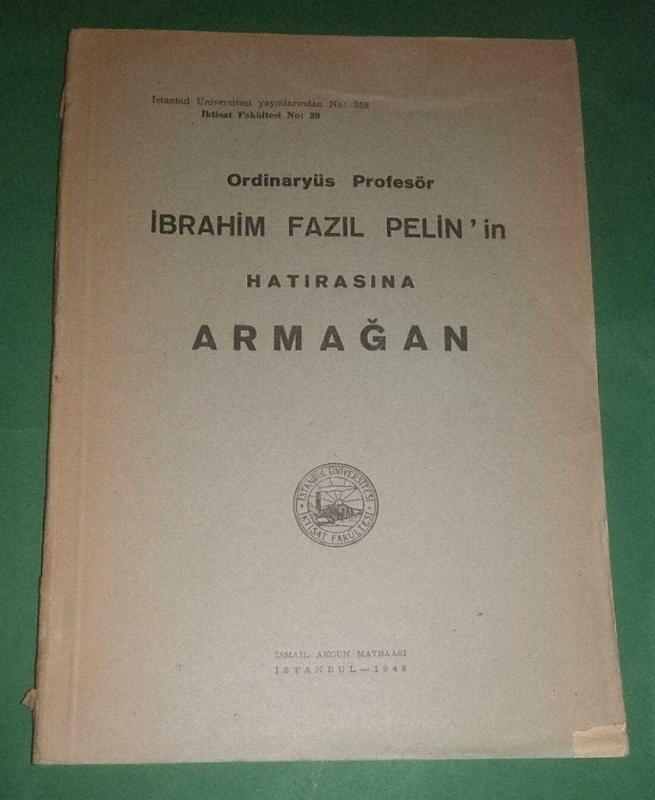 İstanbul Üniversitesi yayınlarından No: 358
İktisat Fakültesi No: 39
Ordinaryüs Profesör
İBRAHİM FAZIL PELİN'in
HATIRASINA
ARMAĞAN
İSTANBUL ÜNİVERSİTESİ
İKTİSAT FAKÜLTESİ
İSMAİL AKGÜN MATBAASI
İSTANBUL — 1948